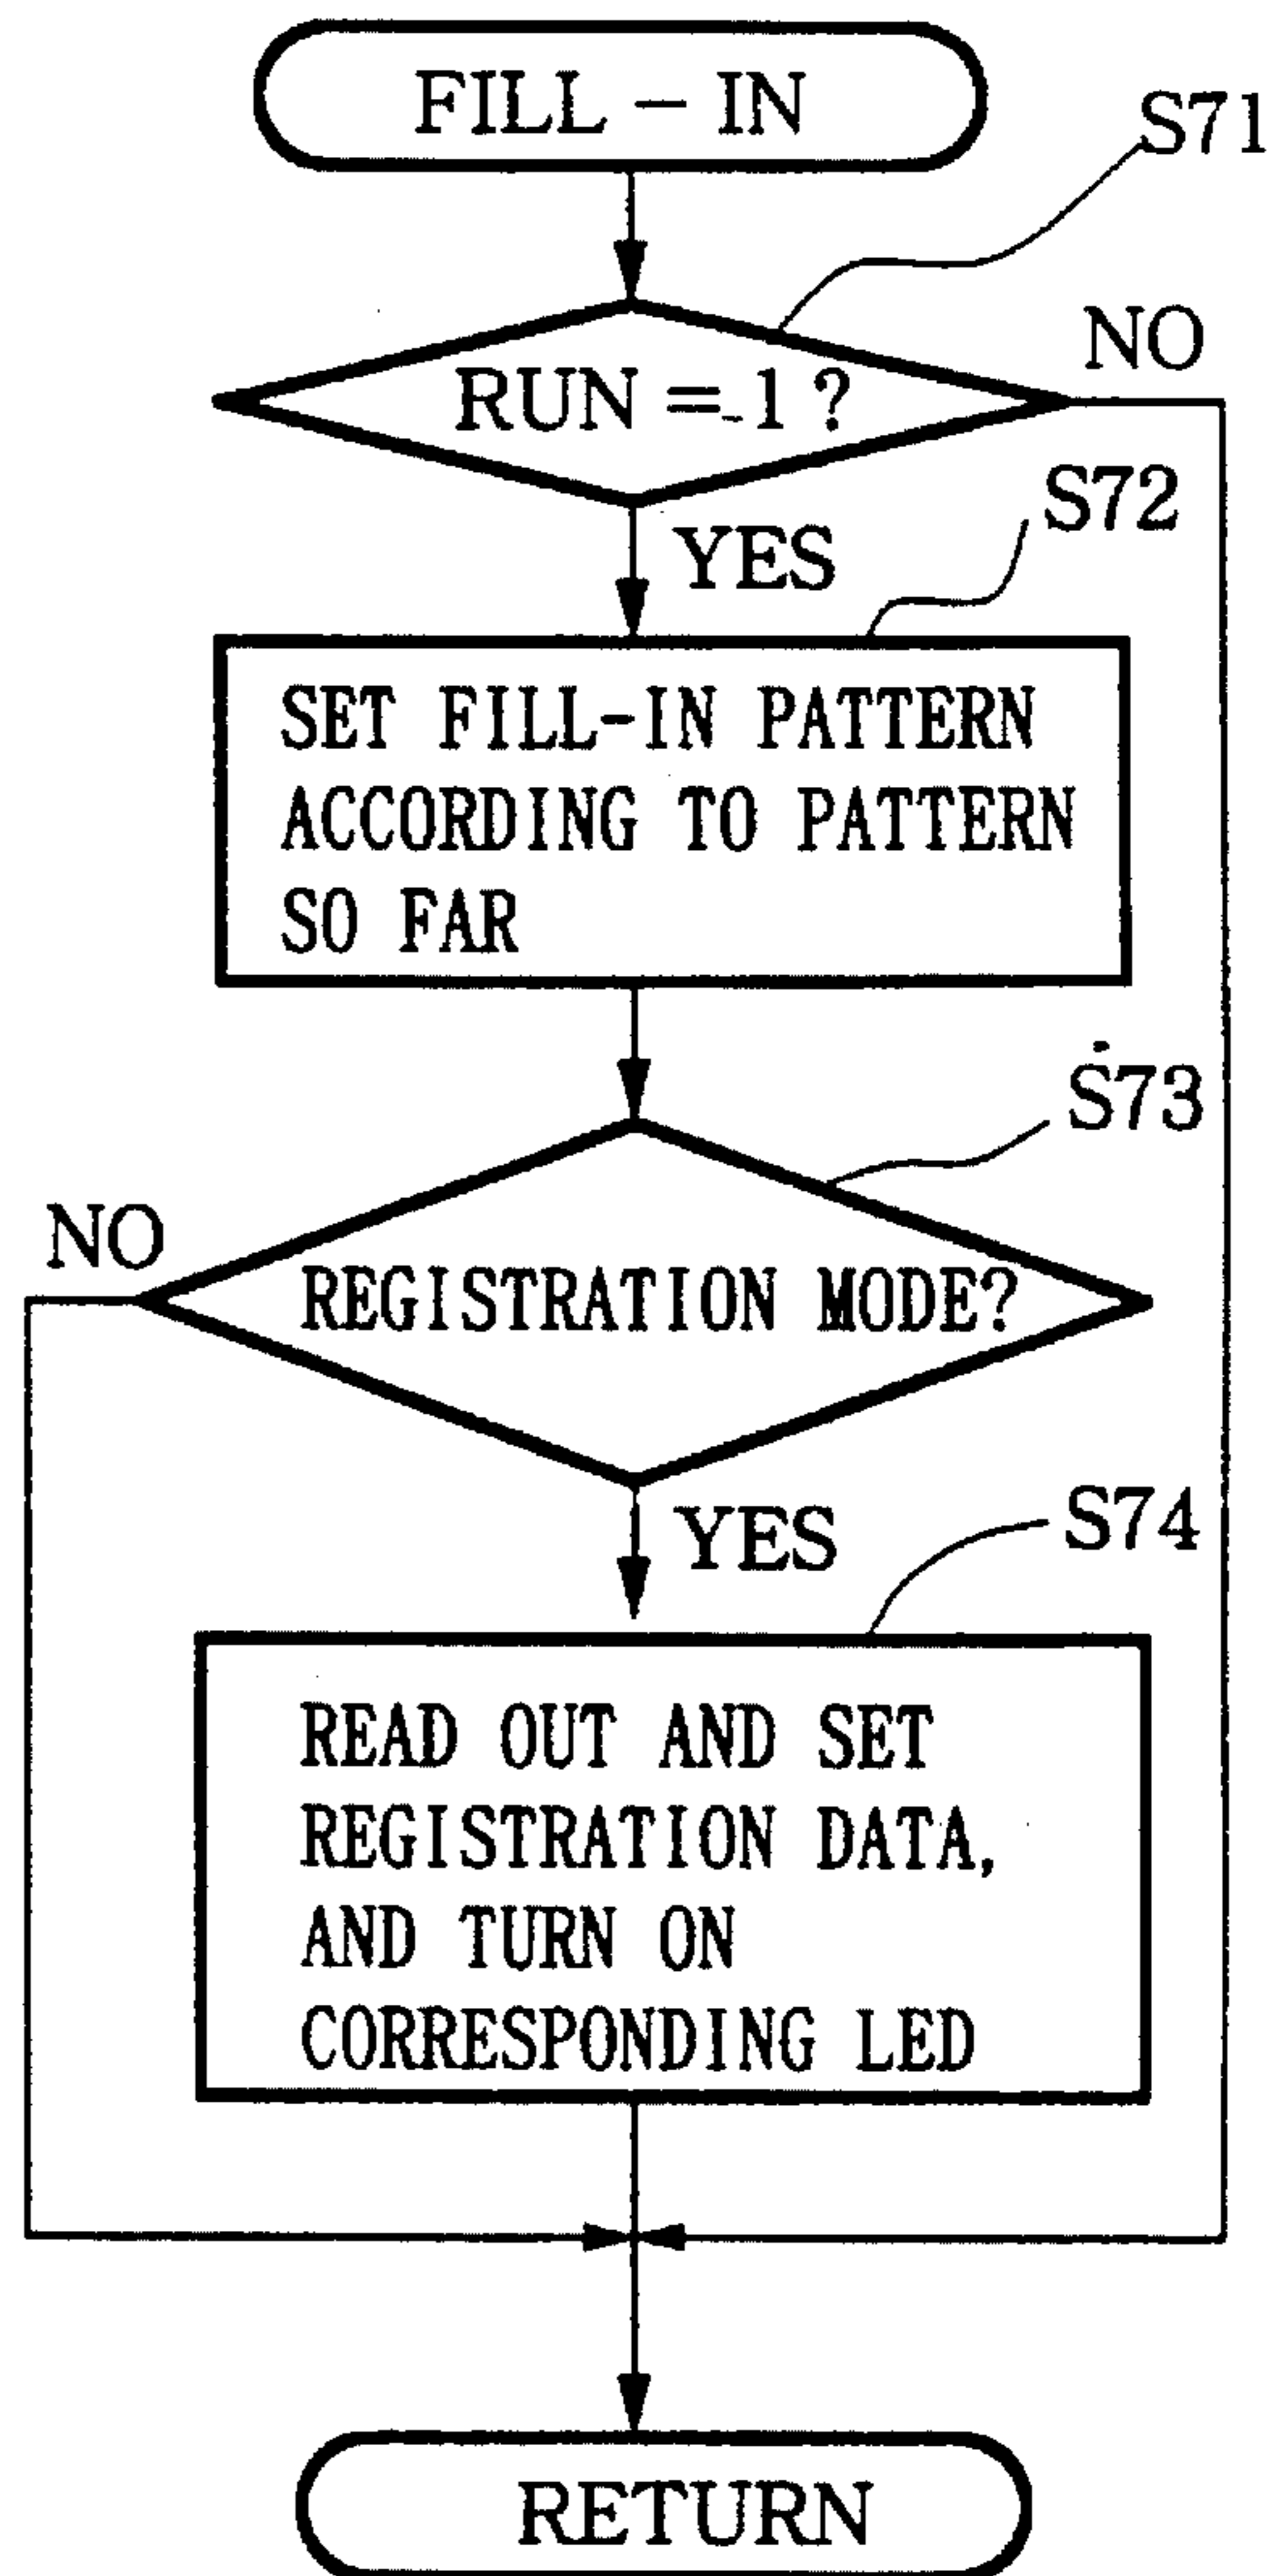 FILL-IN
S71
RUN=1?
NO
YES
S72
SET FILL-IN PATTERN
ACCORDING TO PATTERN
SO FAR
S73
NO
REGISTRATION MODE?
YES
S74
READ OUT AND SET
REGISTRATION DATA,
AND TURN ON
CORRESPONDING LED
RETURN